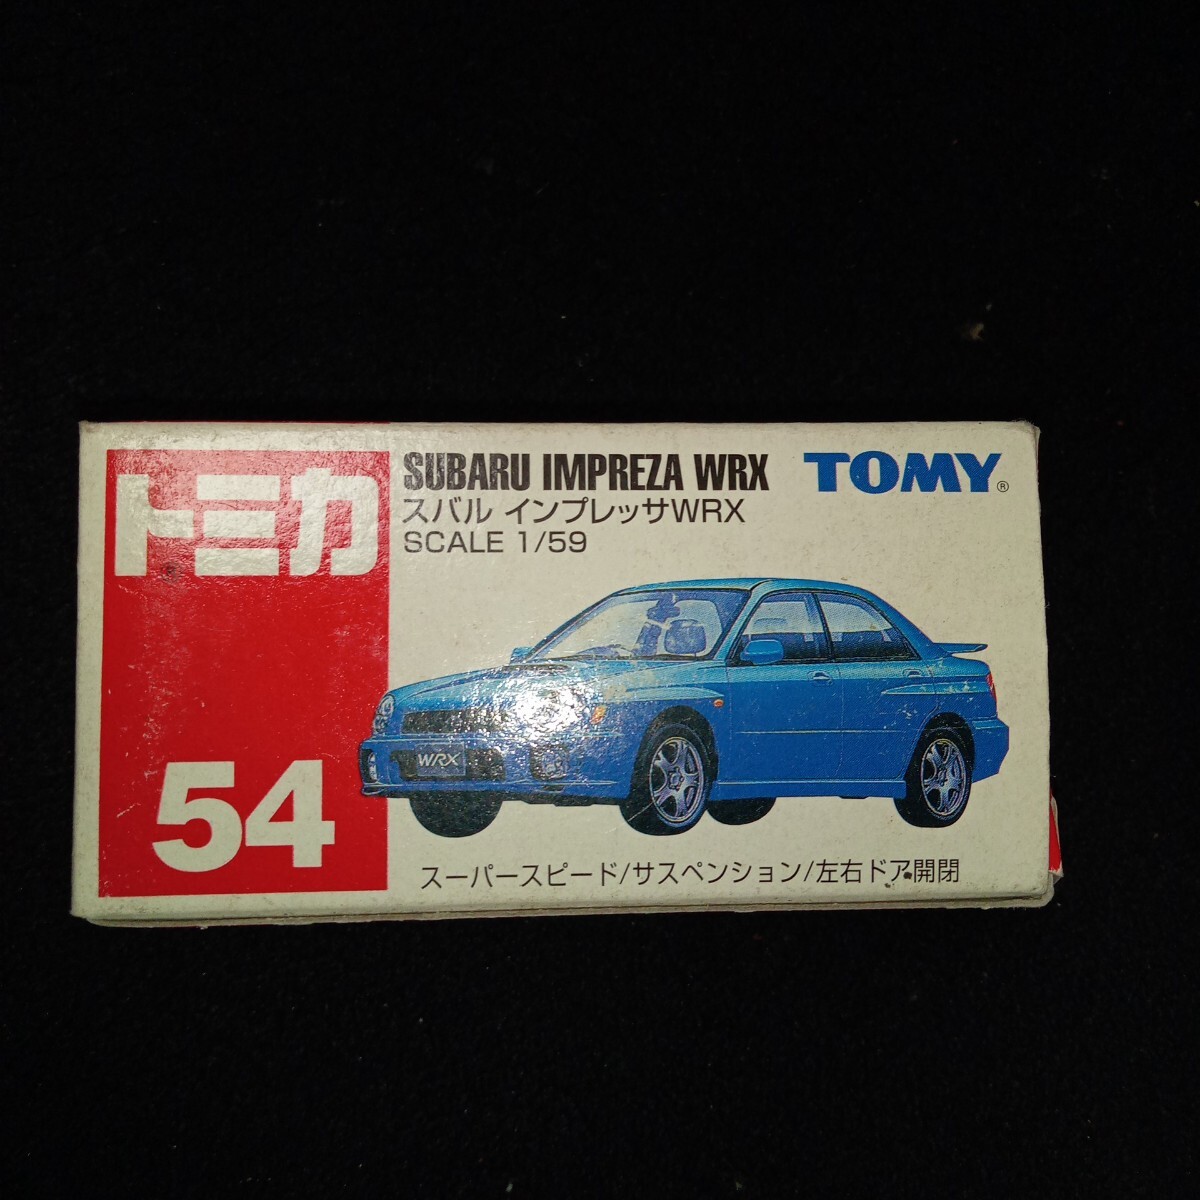 トミカ
54
SUBARU IMPREZA WRX
スバル インプレッサWRX
SCALE 1/59
TOMY®
WRX
スーパースピード/サスペンション/左右ドア開閉